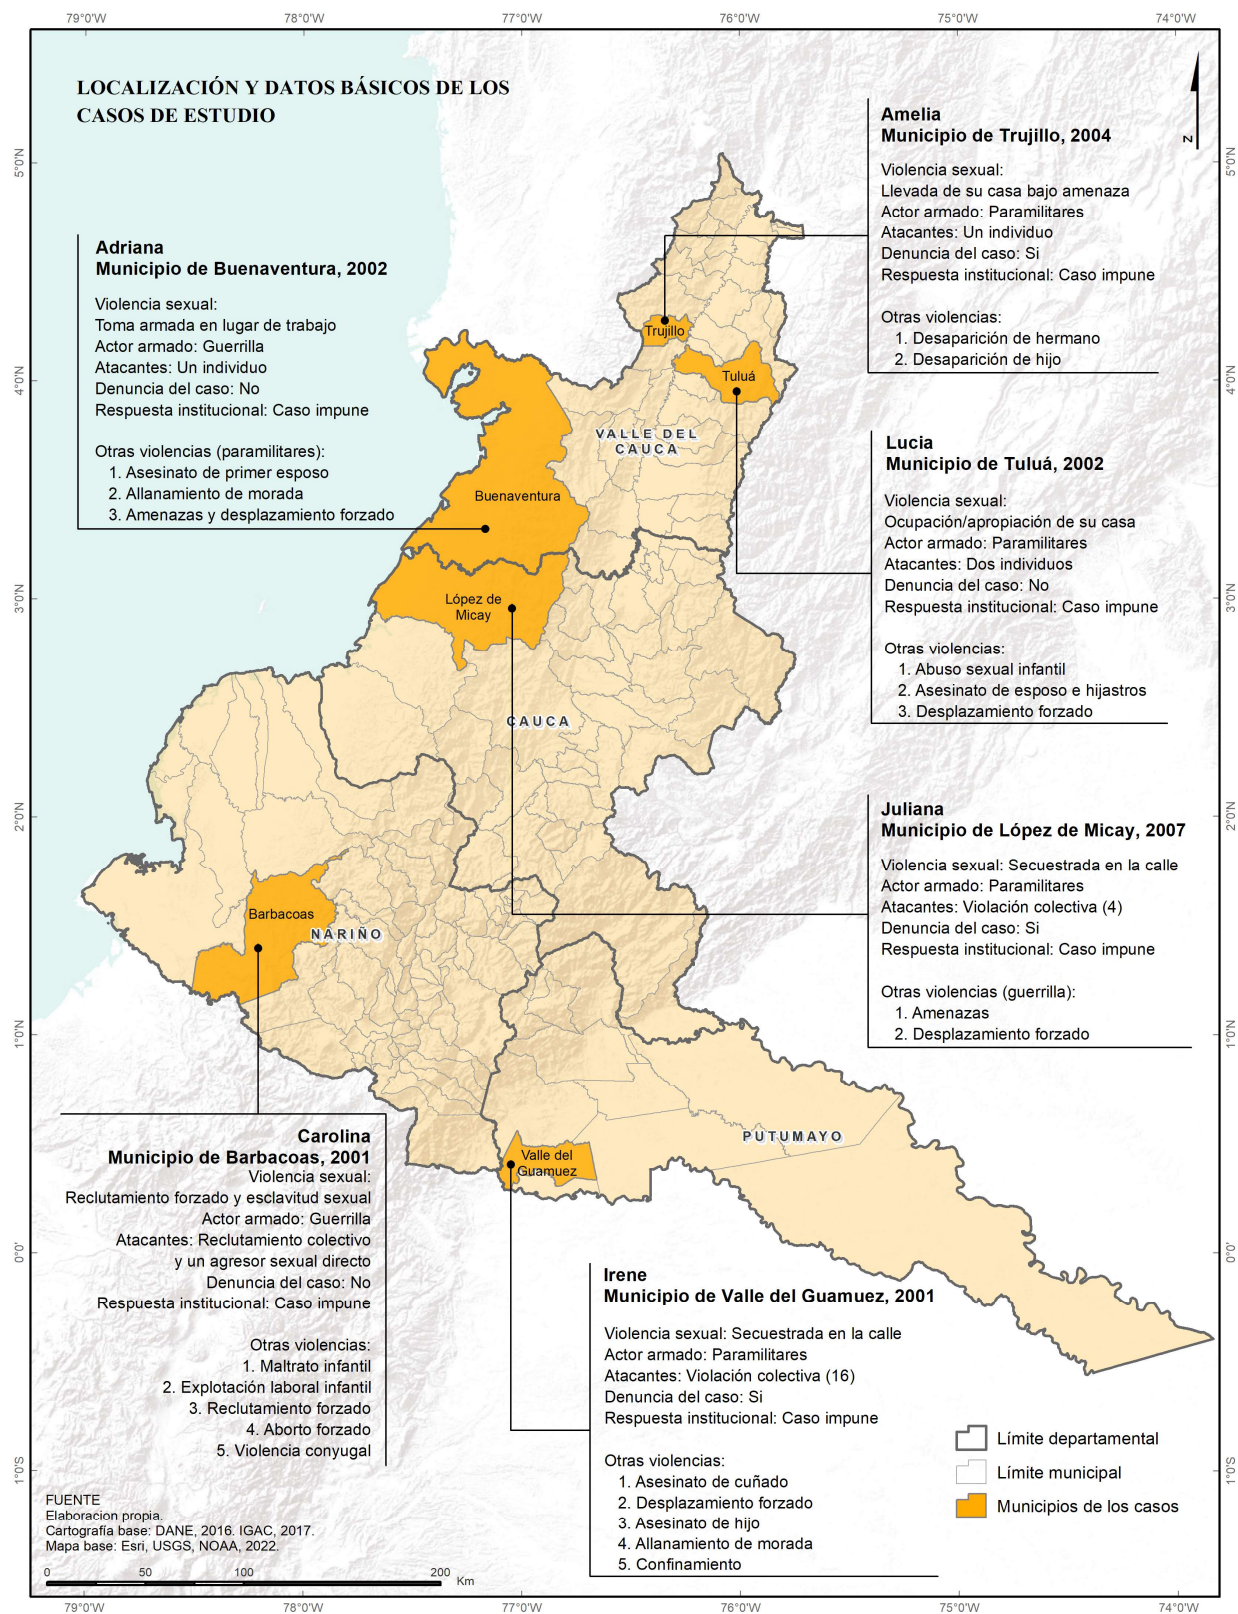 79°0'W
78°0'W
77°0'W
76°0'W
75°0'W
74°0'W
LOCALIZACIÓN Y DATOS BÁSICOS DE LOS
CASOS DE ESTUDIO
N
5°0'N
4°0'N
3°0'N
2°0'N
1°0'N
0°0'
1°0'S
5°0'N
4°0'N
3°0'N
2°0'N
1°0'N
0°0'
1°0'S
Amelia
Municipio de Trujillo, 2004
Violencia sexual:
Llevada de su casa bajo amenaza
Actor armado: Paramilitares
Atacantes: Un individuo
Denuncia del caso: Si
Respuesta institucional: Caso impune
Otras violencias:
1. Desaparición de hermano
2. Desaparición de hijo
Adriana
Municipio de Buenaventura, 2002
Violencia sexual:
Toma armada en lugar de trabajo
Actor armado: Guerrilla
Atacantes: Un individuo
Denuncia del caso: No
Respuesta institucional: Caso impune
Otras violencias (paramilitares):
1. Asesinato de primer esposo
2. Allanamiento de morada
3. Amenazas y desplazamiento forzado
Trujillo
Tuluá
VALLE DEL
CAUCA
Buenaventura
López de
Micay
CAUCA
Barbacoas
NARIÑO
PUTUMAYO
Valle del
Guamuez
Lucia
Municipio de Tuluá, 2002
Violencia sexual:
Ocupación/apropiación de su casa
Actor armado: Paramilitares
Atacantes: Dos individuos
Denuncia del caso: No
Respuesta institucional: Caso impune
Otras violencias:
1. Abuso sexual infantil
2. Asesinato de esposo e hijastros
3. Desplazamiento forzado
Juliana
Municipio de López de Micay, 2007
Violencia sexual: Secuestrada en la calle
Actor armado: Paramilitares
Atacantes: Violación colectiva (4)
Denuncia del caso: Si
Respuesta institucional: Caso impune
Otras violencias (guerrilla):
1. Amenazas
2. Desplazamiento forzado
Carolina
Municipio de Barbacoas, 2001
Violencia sexual:
Reclutamiento forzado y esclavitud sexual
Actor armado: Guerrilla
Atacantes: Reclutamiento colectivo
y un agresor sexual directo
Denuncia del caso: No
Respuesta institucional: Caso impune
Otras violencias:
1. Maltrato infantil
2. Explotación laboral infantil
3. Reclutamiento forzado
4. Aborto forzado
5. Violencia conyugal
Irene
Municipio de Valle del Guamuez, 2001
Violencia sexual: Secuestrada en la calle
Actor armado: Paramilitares
Atacantes: Violación colectiva (16)
Denuncia del caso: Si
Respuesta institucional: Caso impune
Otras violencias:
1. Asesinato de cuñado
2. Desplazamiento forzado
3. Asesinato de hijo
4. Allanamiento de morada
5. Confinamiento
Límite departamental
Límite municipal
Municipios de los casos
FUENTE
Elaboracion propia.
Cartografía base: DANE, 2016. IGAC, 2017.
Mapa base: Esri, USGS, NOAA, 2022.
0 50 100 200 Km
79°0'W
78°0'W
77°0'W
76°0'W
75°0'W
74°0'W